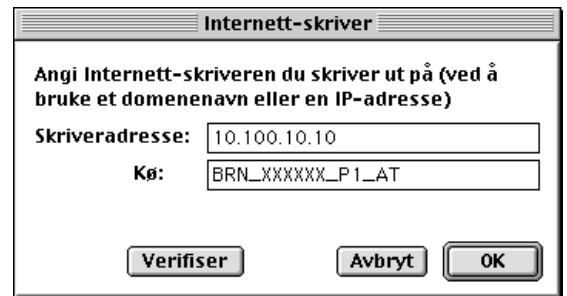 Internett-skriver
Angi Internett-skriveren du skriver ut på (ved å
bruke et domenenavn eller en IP-adresse)
Skriveradresse: 10.100.10.10
Kø: BRN_XXXXXX_P1_AT
Verifiser Avbryt OK